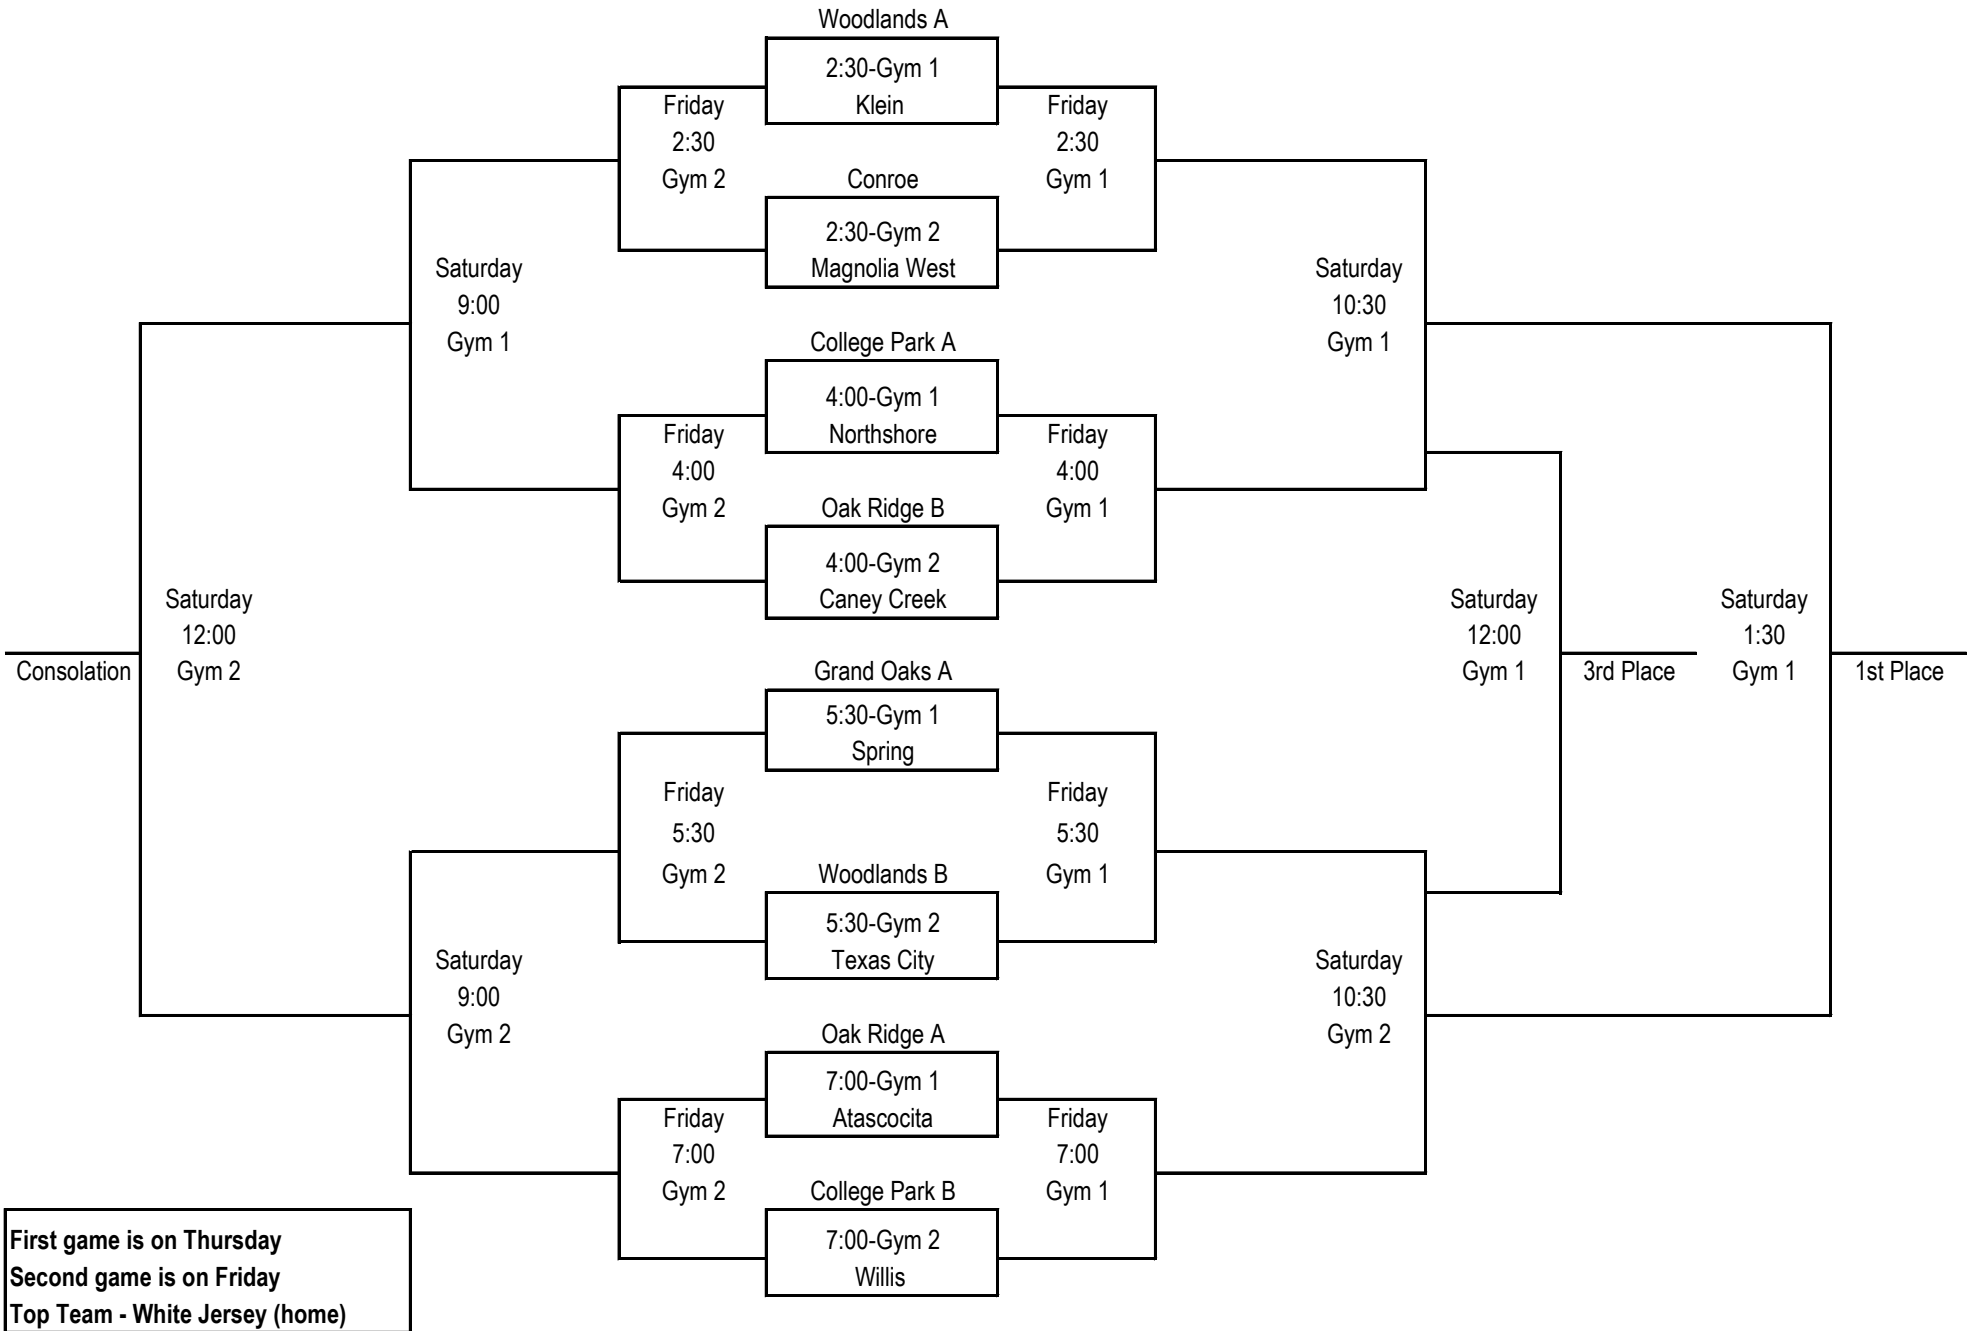 Woodlands A
2:30-Gym 1
Klein
Friday
2:30
Gym 2
Friday
2:30
Gym 1
Conroe
2:30-Gym 2
Magnolia West
Saturday
9:00
Gym 1
Saturday
10:30
Gym 1
College Park A
4:00-Gym 1
Northshore
Friday
4:00
Gym 2
Friday
4:00
Gym 1
Oak Ridge B
4:00-Gym 2
Caney Creek
Saturday
12:00
Gym 2
Consolation
Saturday
12:00
Gym 1
3rd Place
Saturday
1:30
Gym 1
1st Place
Grand Oaks A
5:30-Gym 1
Spring
Friday
5:30
Gym 2
Friday
5:30
Gym 1
Woodlands B
5:30-Gym 2
Texas City
Saturday
9:00
Gym 2
Saturday
10:30
Gym 2
Oak Ridge A
7:00-Gym 1
Atascocita
Friday
7:00
Gym 2
Friday
7:00
Gym 1
College Park B
7:00-Gym 2
Willis
First game is on Thursday
Second game is on Friday
Top Team - White Jersey (home)